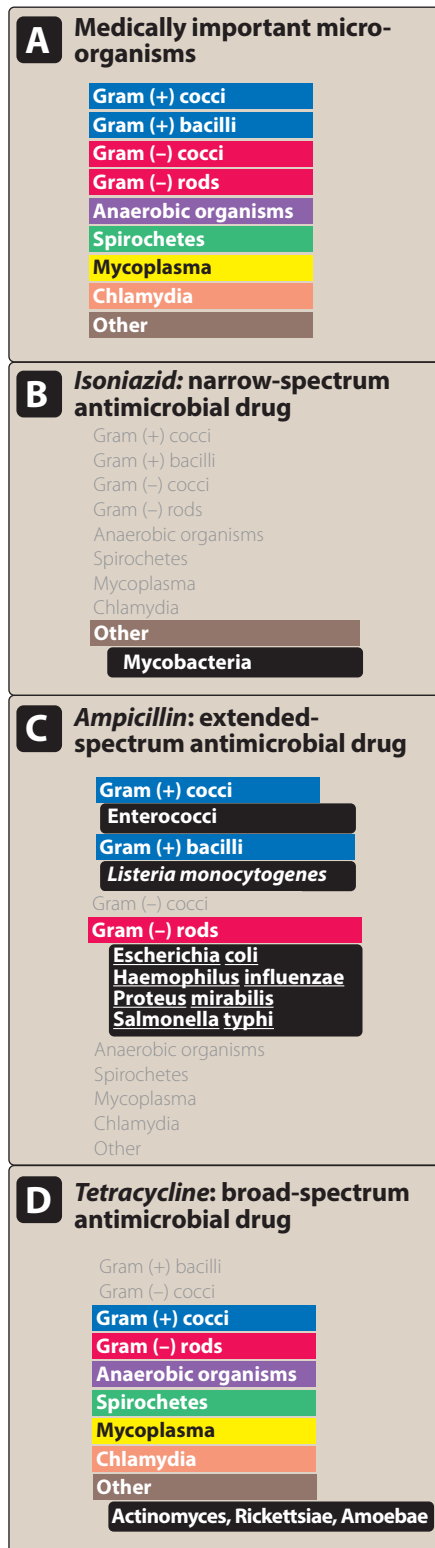 A
Medically important micro-
organisms
Gram (+) cocci
Gram (+) bacilli
Gram (–) cocci
Gram (–) rods
Anaerobic organisms
Spirochetes
Mycoplasma
Chlamydia
Other
B
Isoniazid: narrow-spectrum
antimicrobial drug
Gram (+) cocci
Gram (+) bacilli
Gram (–) cocci
Gram (–) rods
Anaerobic organisms
Spirochetes
Mycoplasma
Chlamydia
Other
Mycobacteria
C
Ampicillin: extended-
spectrum antimicrobial drug
Gram (+) cocci
Enterococci
Gram (+) bacilli
Listeria monocytogenes
Gram (–) cocci
Gram (–) rods
Escherichia coli
Haemophilus influenzae
Proteus mirabilis
Salmonella typhi
Anaerobic organisms
Spirochetes
Mycoplasma
Chlamydia
Other
D
Tetracycline: broad-spectrum
antimicrobial drug
Gram (+) bacilli
Gram (–) cocci
Gram (+) cocci
Gram (–) rods
Anaerobic organisms
Spirochetes
Mycoplasma
Chlamydia
Other
Actinomyces, Rickettsiae, Amoebae